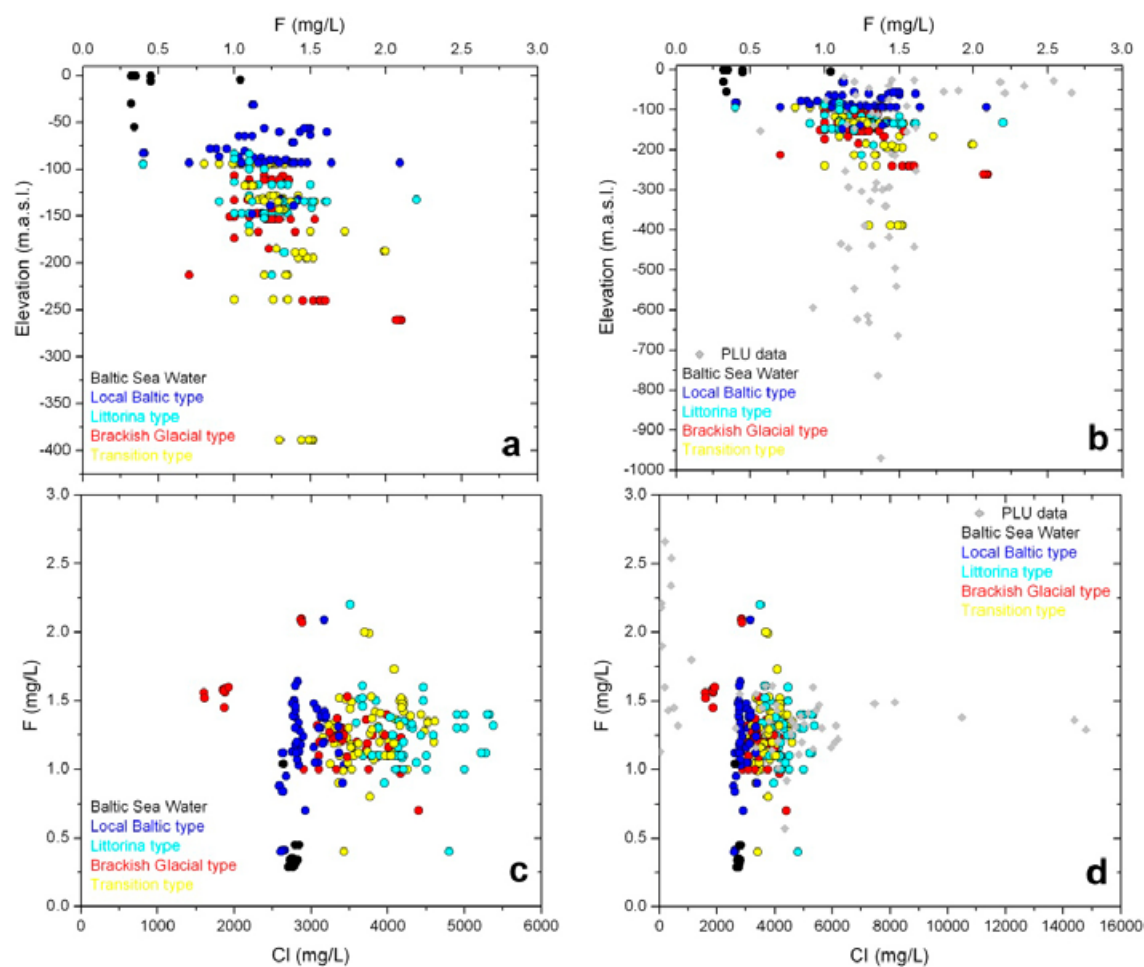 F (mg/L)
0.0 0.5 1.0 1.5 2.0 2.5 3.0
0
-50
-100
-150
-200
-250
-300
-350
-400
Elevation (m.a.s.l.)
Baltic Sea Water
Local Baltic type
Littorina type
Brackish Glacial type
Transition type
a
F (mg/L)
0.0 0.5 1.0 1.5 2.0 2.5 3.0
0
-100
-200
-300
-400
-500
-600
-700
-800
-900
-1000
Elevation (m.a.s.l.)
PLU data
Baltic Sea Water
Local Baltic type
Littorina type
Brackish Glacial type
Transition type
b
3.0
2.5
2.0
1.5
1.0
0.5
0.0
F (mg/L)
Baltic Sea Water
Local Baltic type
Littorina type
Brackish Glacial type
Transition type
c
0 1000 2000 3000 4000 5000 6000
Cl (mg/L)
3.0
2.5
2.0
1.5
1.0
0.5
0.0
F (mg/L)
PLU data
Baltic Sea Water
Local Baltic type
Littorina type
Brackish Glacial type
Transition type
d
0 2000 4000 6000 8000 10000 12000 14000 16000
Cl (mg/L)